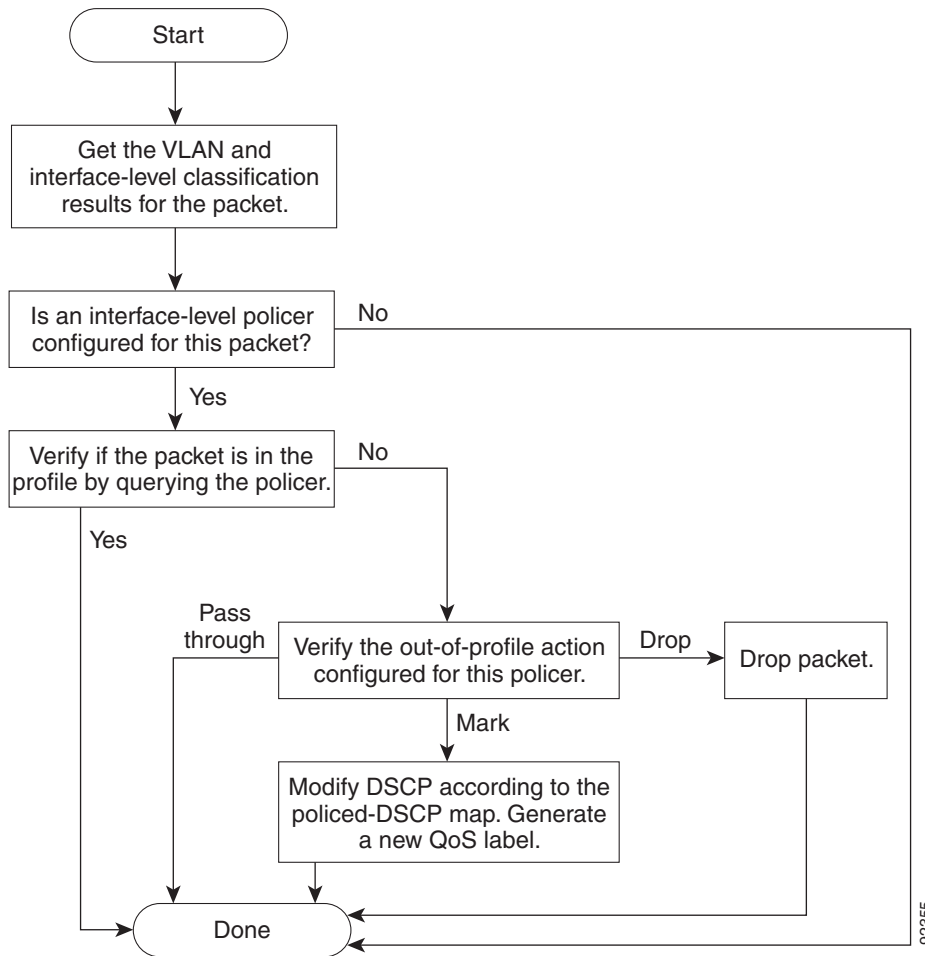 Start
Get the VLAN and
interface-level classification
results for the packet.
Is an interface-level policer
configured for this packet?
No
Yes
Verify if the packet is in the
profile by querying the policer.
No
Yes
Pass
through
Verify the out-of-profile action
configured for this policer.
Drop
Drop packet.
Mark
Modify DSCP according to the
policed-DSCP map. Generate
a new QoS label.
Done
92355